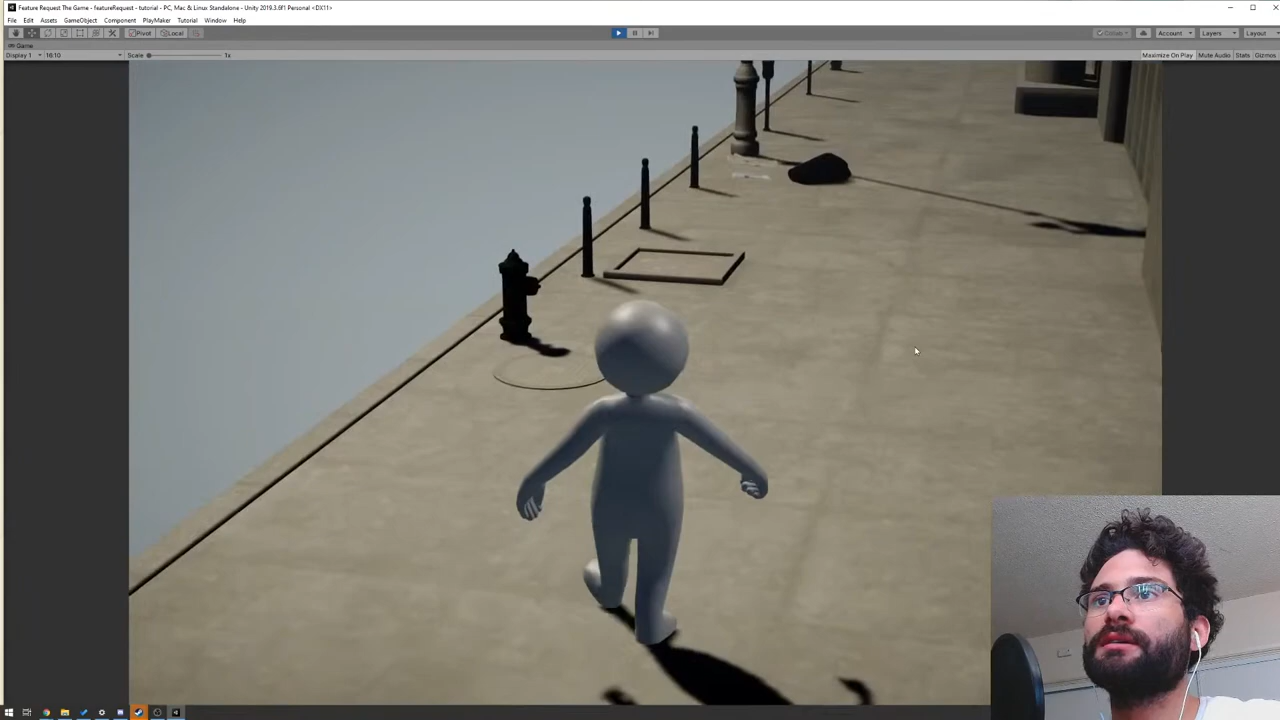 Feature Request The Game - featureRequest - tutorial - PC, Mac & Linux Standalone - Unity 2019.3.6f1 Personal <DX11>
File Edit Assets GameObject Component PlayMaker Tutorial Window Help
Pivot Local Collab Account Layers Layout
Game
Display 1 16:10 Scale 1x Maximize On Play Mute Audio Stats Gizmos